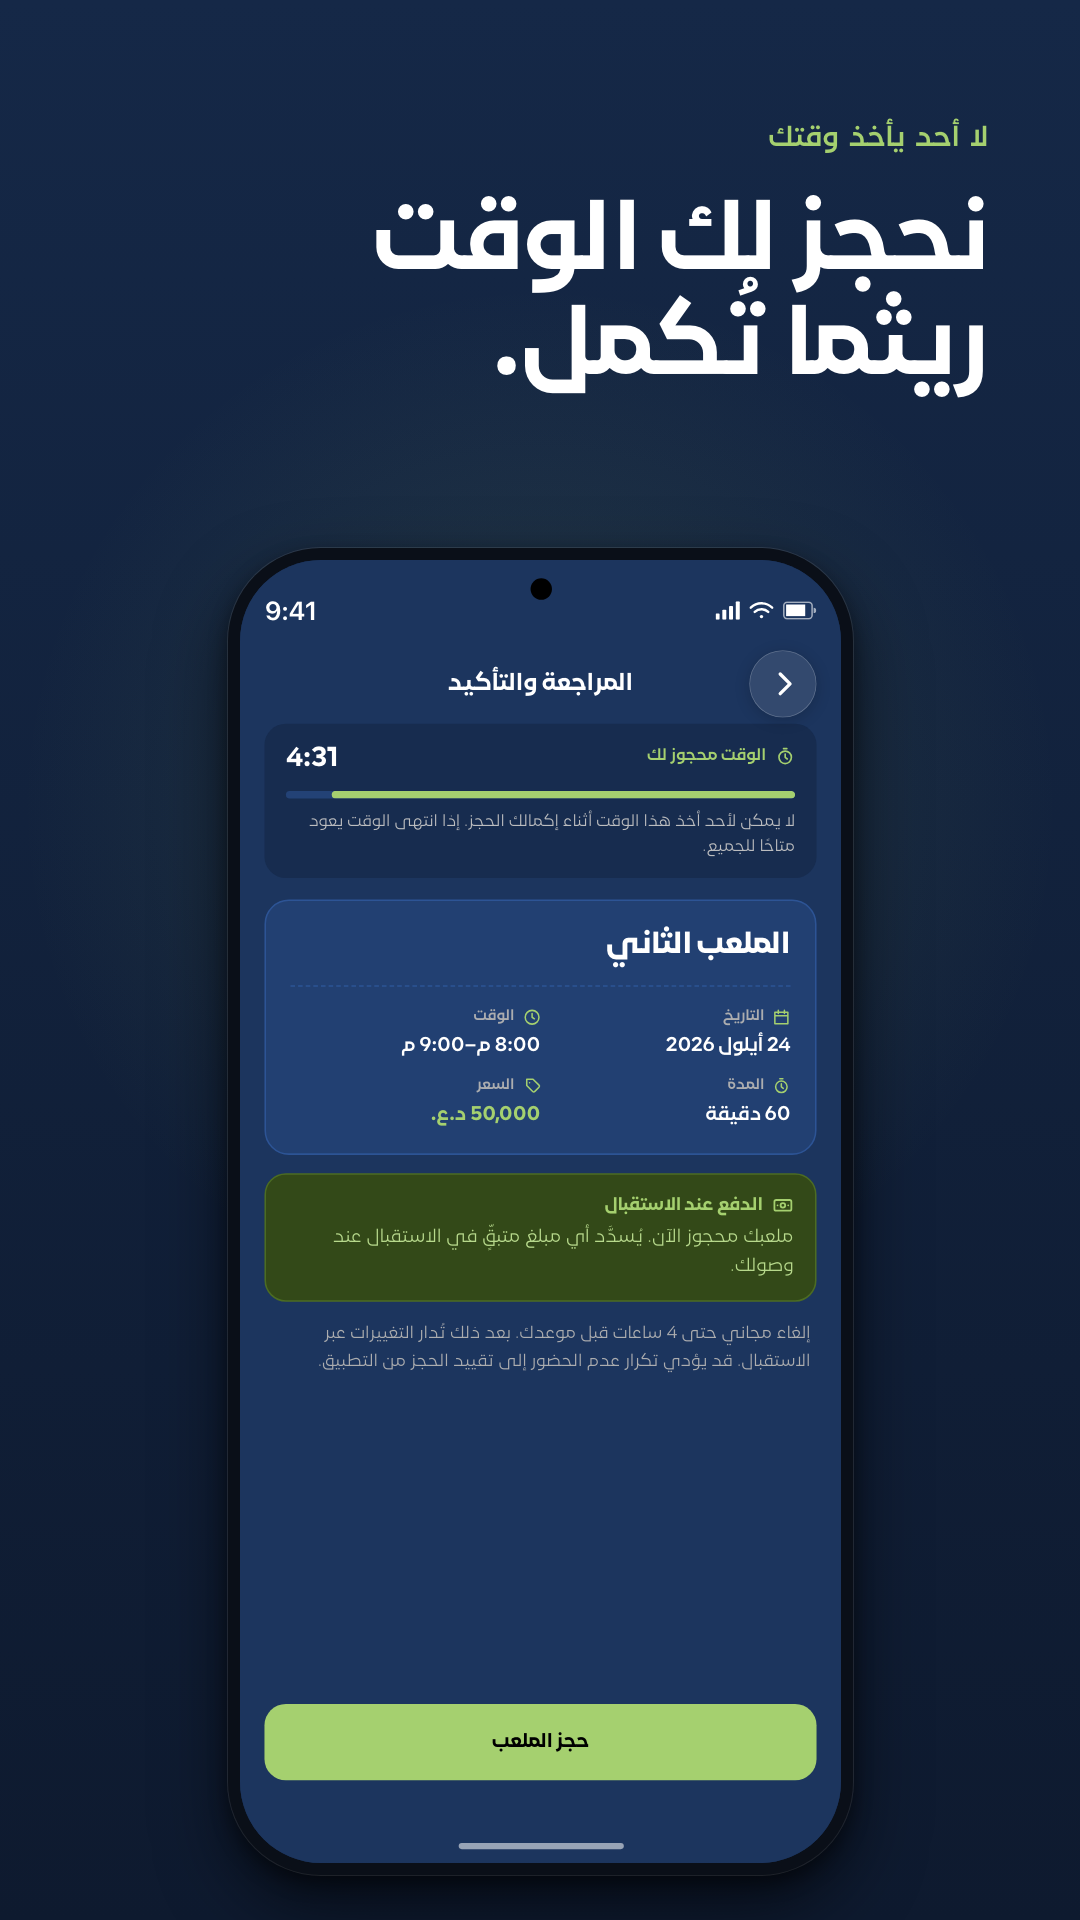 لا أحد يأخذ وقتك
نحجز لك الوقت
ريثما تُكمل.
9:41
المراجعة والتأكيد
الوقت محجوز لك
4:31
لا يمكن لأحد أخذ هذا الوقت أثناء إكمالك الحجز. إذا انتهى الوقت يعود
متاحًا للجميع.
الملعب الثاني
التاريخ
24 أيلول 2026
الوقت
8:00 م–9:00 م
المدة
60 دقيقة
السعر
50,000 د.ع.
الدفع عند الاستقبال
ملعبك محجوز الآن. يُسدَّد أي مبلغ متبقٍّ في الاستقبال عند
وصولك.
إلغاء مجاني حتى 4 ساعات قبل موعدك. بعد ذلك تُدار التغييرات عبر
الاستقبال. قد يؤدي تكرار عدم الحضور إلى تقييد الحجز من التطبيق.
حجز الملعب